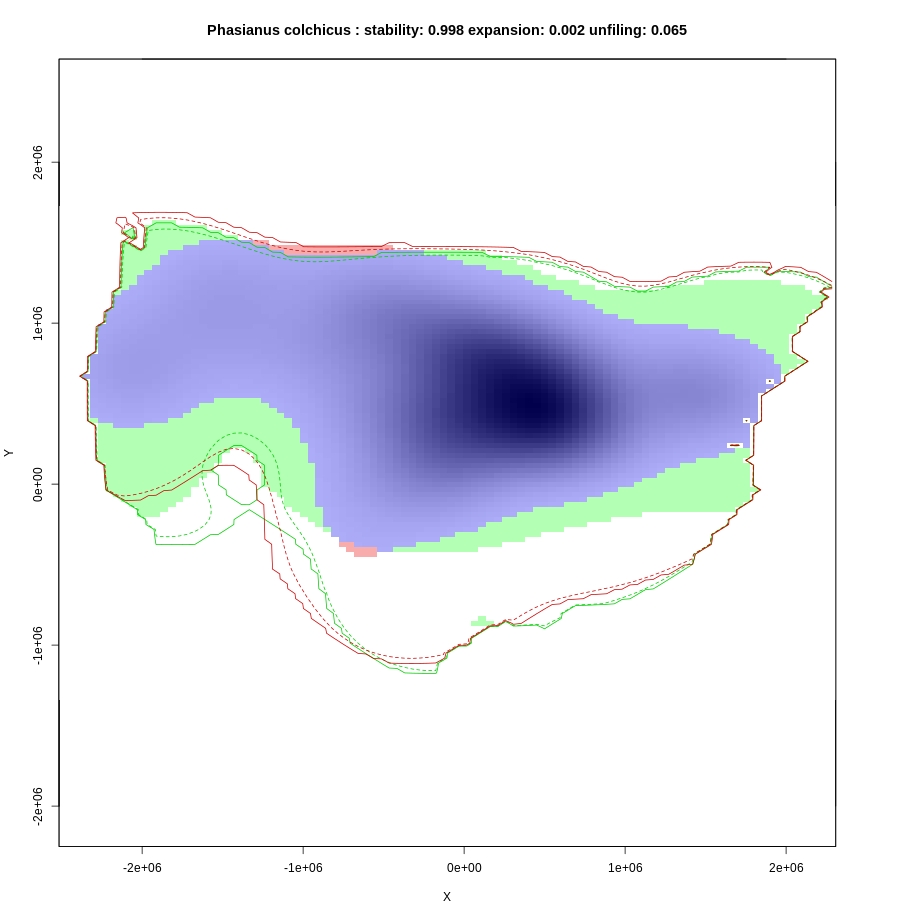 Phasianus colchicus : stability: 0.998 expansion: 0.002 unfiling: 0.065
2e+06
1e+06
0e+00
-1e+06
-2e+06
Y
-2e+06 -1e+06 0e+00 1e+06 2e+06
X